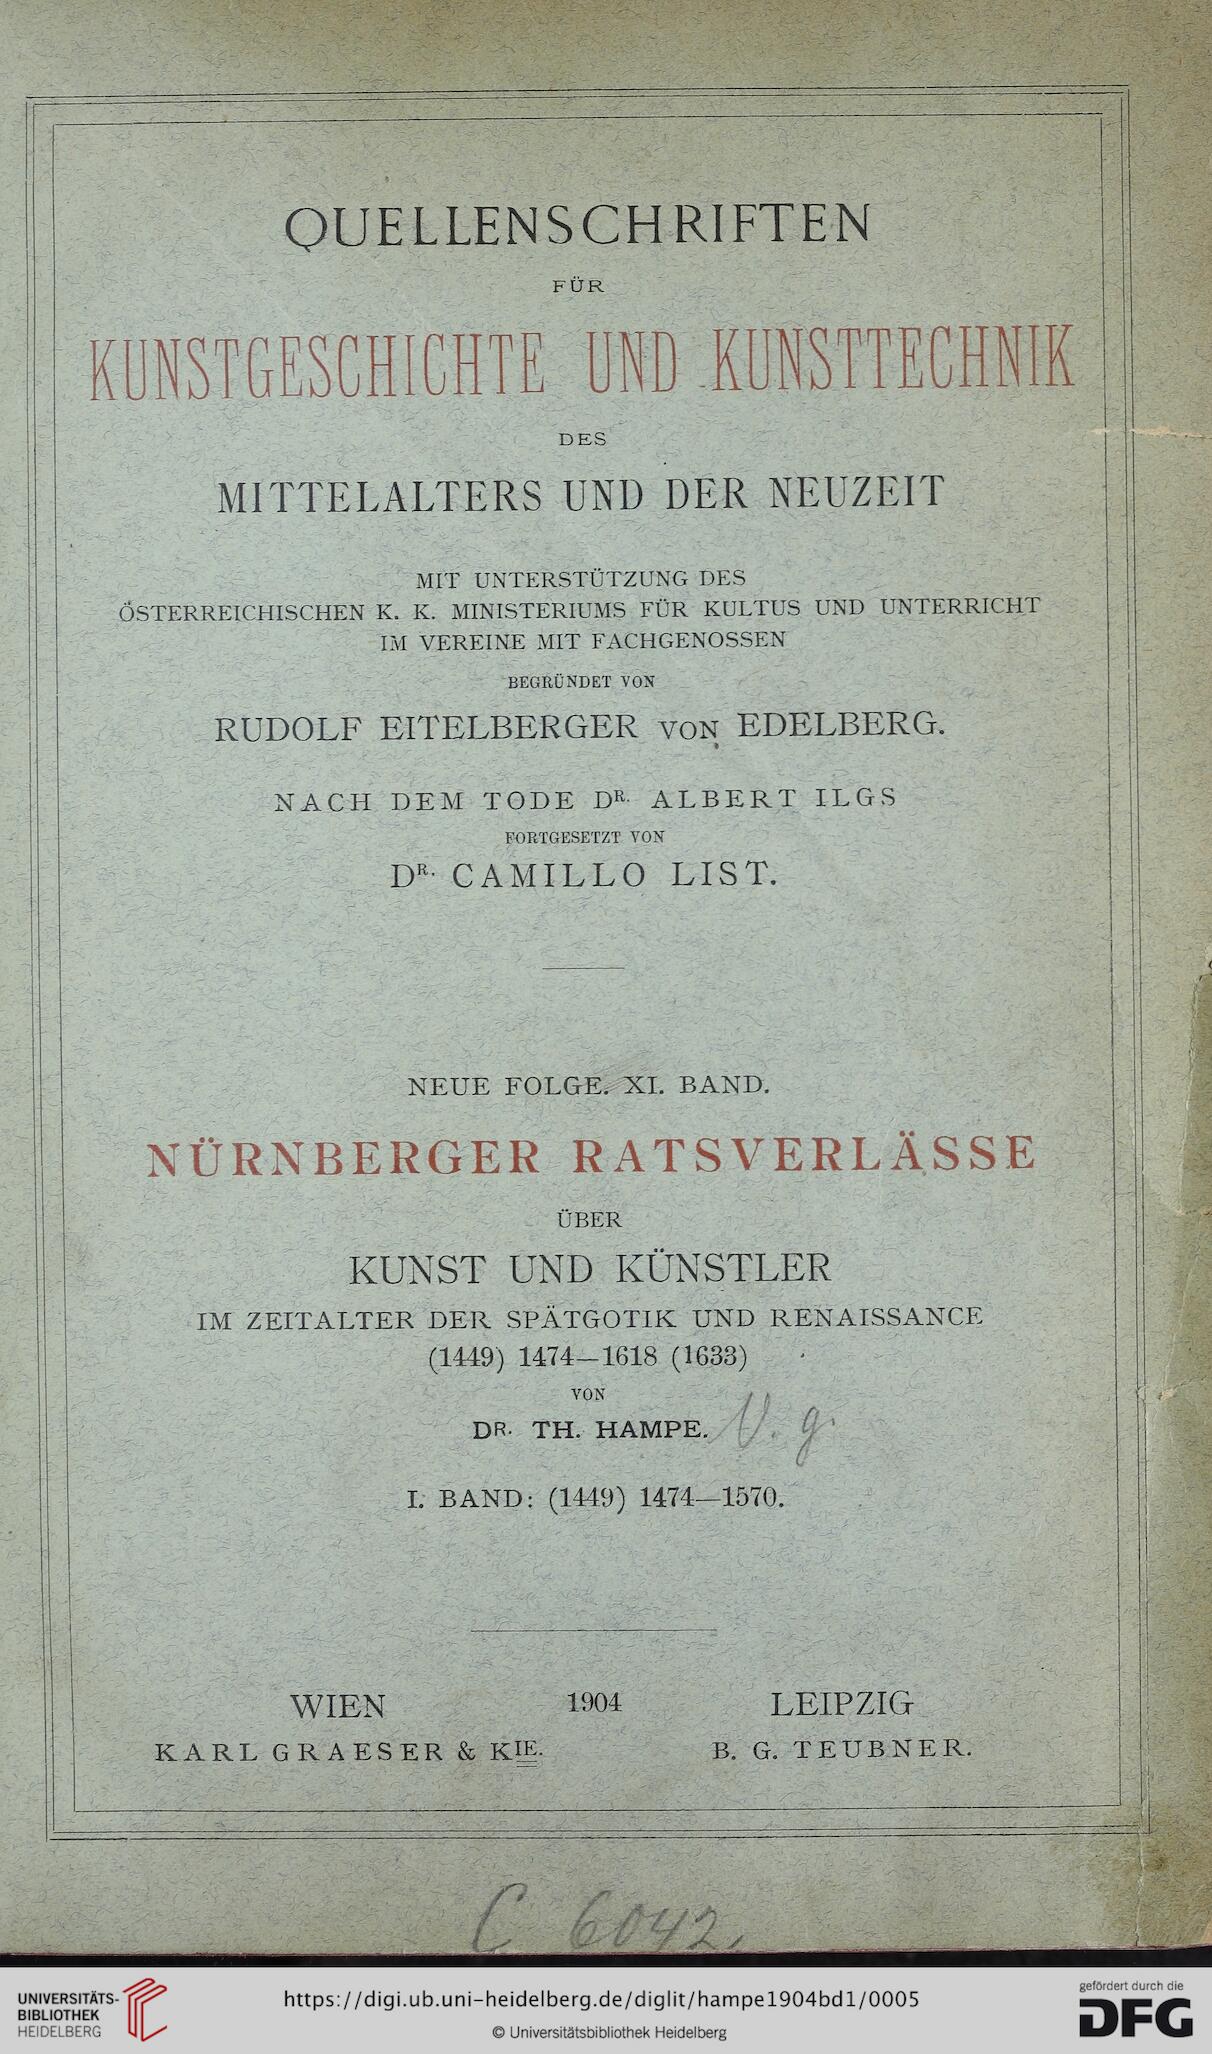 QUELLENSCHRIFTEN
FÜR
KUNSTGESCHICHTE UND KUNSTTECHNIK
DES
MITTELALTERS UND DER NEUZEIT
MIT UNTERSTÜTZUNG DES
ÖSTERREICHISCHEN K. K. MINISTERIUMS FÜR KULTUS UND UNTERRICHT
IM VEREINE MIT FACHGENOSSEN
BEGRÜNDET VON
RUDOLF EITELBERGER VON EDELBERG.
NACH DEM TODE DR. ALBERT ILGS
FORTGESETZT VON
DR. CAMILLO LIST.
NEUE FOLGE. XI. BAND.
NÜRNBERGER RATSVERLÄSSE
ÜBER
KUNST UND KÜNSTLER
IM ZEITALTER DER SPÄTGOTIK UND RENAISSANCE
(1449) 1474—1618 (1633)
VON
DR. TH. HAMPE. V. g.
I. BAND: (1449) 1474—1570.
WIEN 1904 LEIPZIG
KARL GRAESER & KIE. B. G. TEUBNER.
C 6042,
UNIVERSITÄTS-
BIBLIOTHEK
HEIDELBERG
https://digi.ub.uni-heidelberg.de/diglit/hampe1904bd1/0005
© Universitätsbibliothek Heidelberg
gefördert durch die
DFG